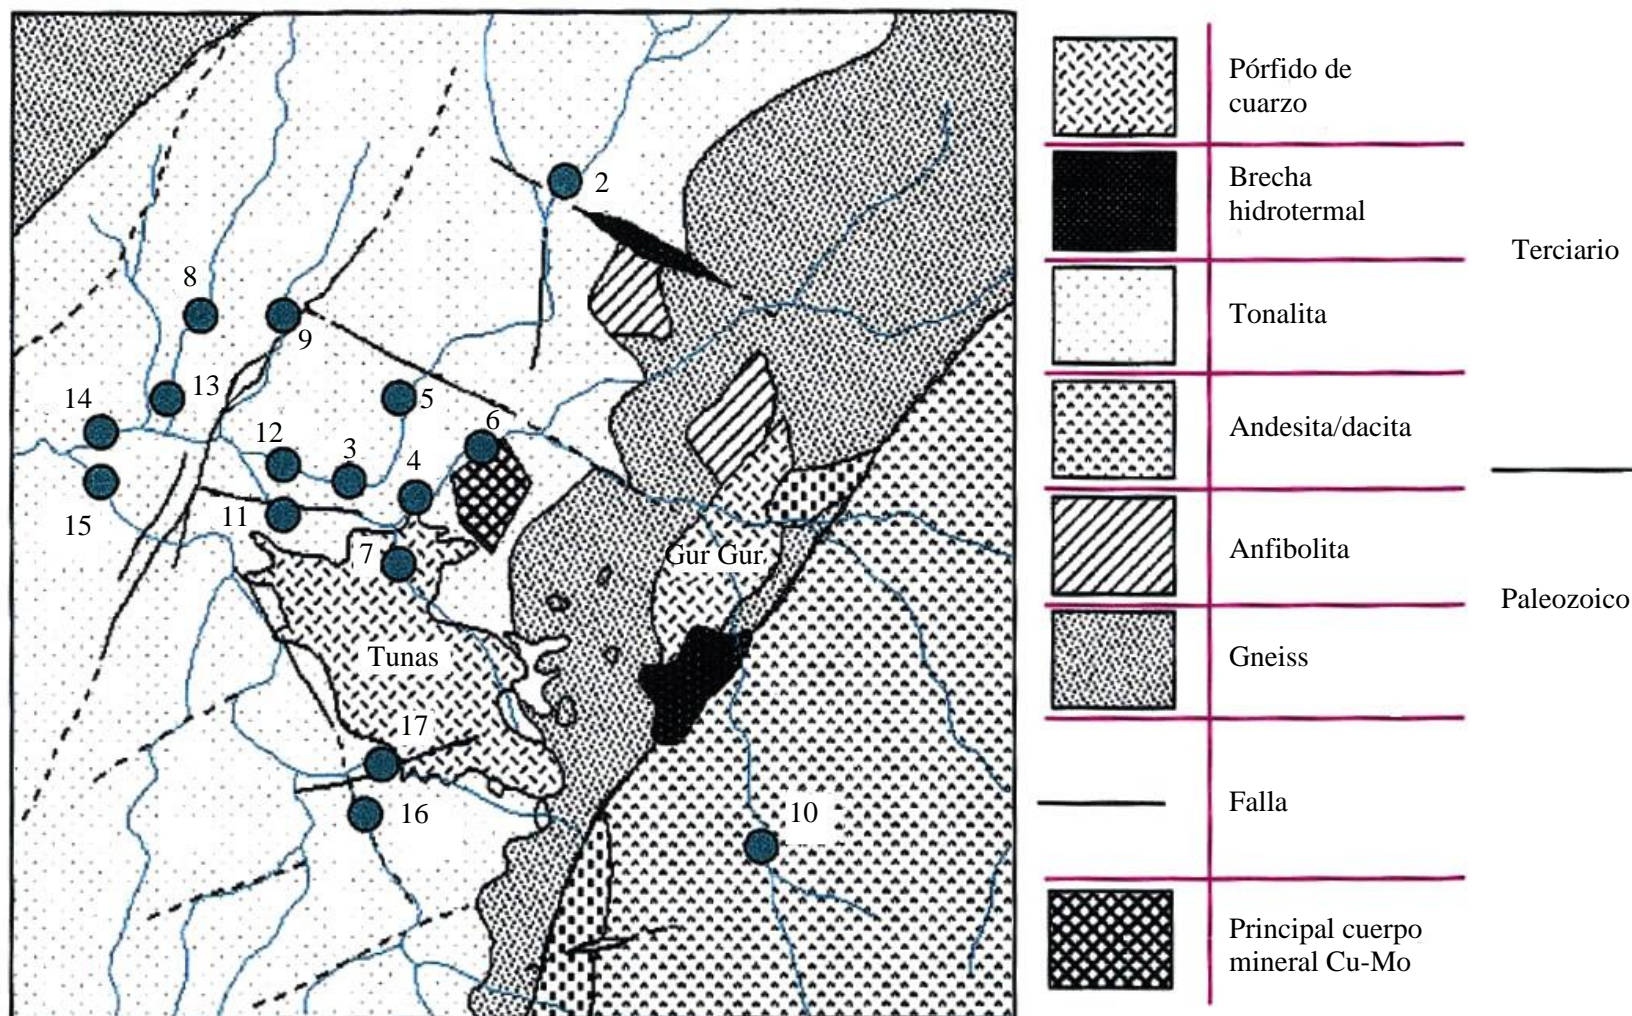 2
8
9
14
13
5
6
12
3
4
15
11
7
Gur Gur
Tunas
17
16
10
Pórfido de
cuarzo
Brecha
hidrotermal
Tonalita
Andesita/dacita
Anfibolita
Gneiss
Falla
Principal cuerpo
mineral Cu-Mo
Terciario
Paleozoico